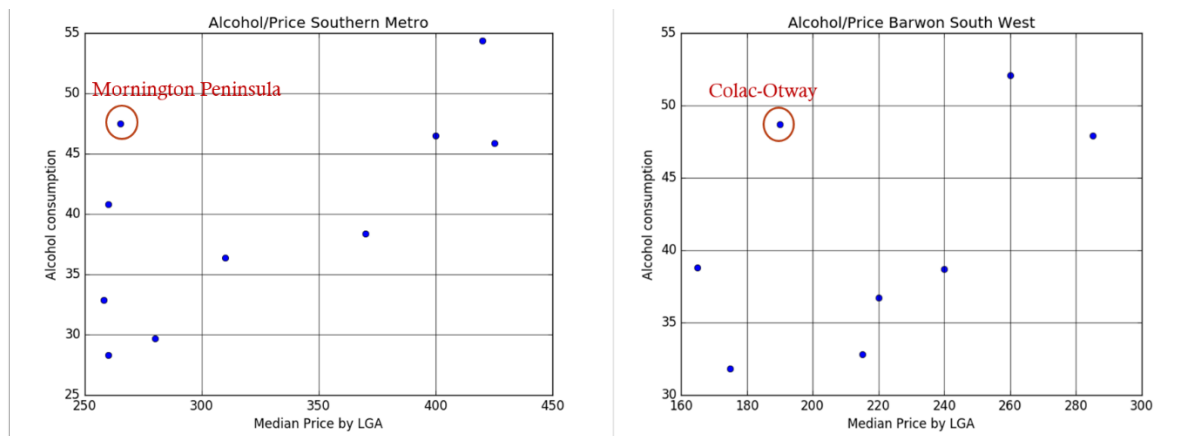 Alcohol/Price Southern Metro
55
50
45
40
35
30
25
Alcohol consumption
Mornington Peninsula
250 300 350 400 450
Median Price by LGA
Alcohol/Price Barwon South West
55
50
45
40
35
30
Alcohol consumption
Colac-Otway
160 180 200 220 240 260 280 300
Median Price by LGA